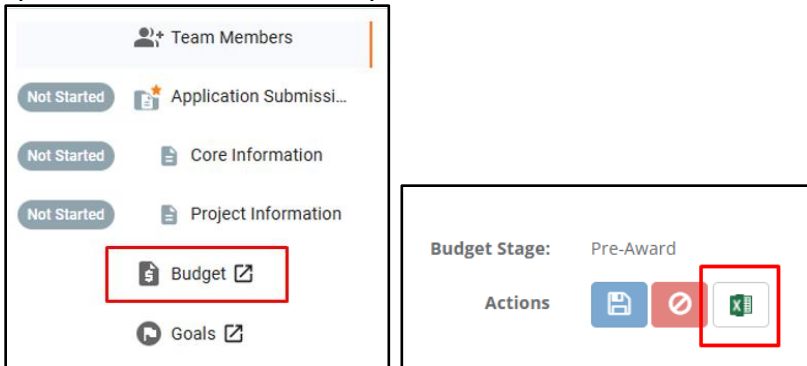 Team Members
Not Started Application Submissi...
Not Started Core Information
Not Started Project Information
Budget
Goals
Budget Stage: Pre-Award
Actions